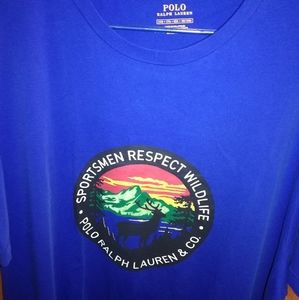 POLO
RALPH LAUREN
SPORTSMEN RESPECT WILDLIFE
• POLO RALPH LAUREN & CO. •